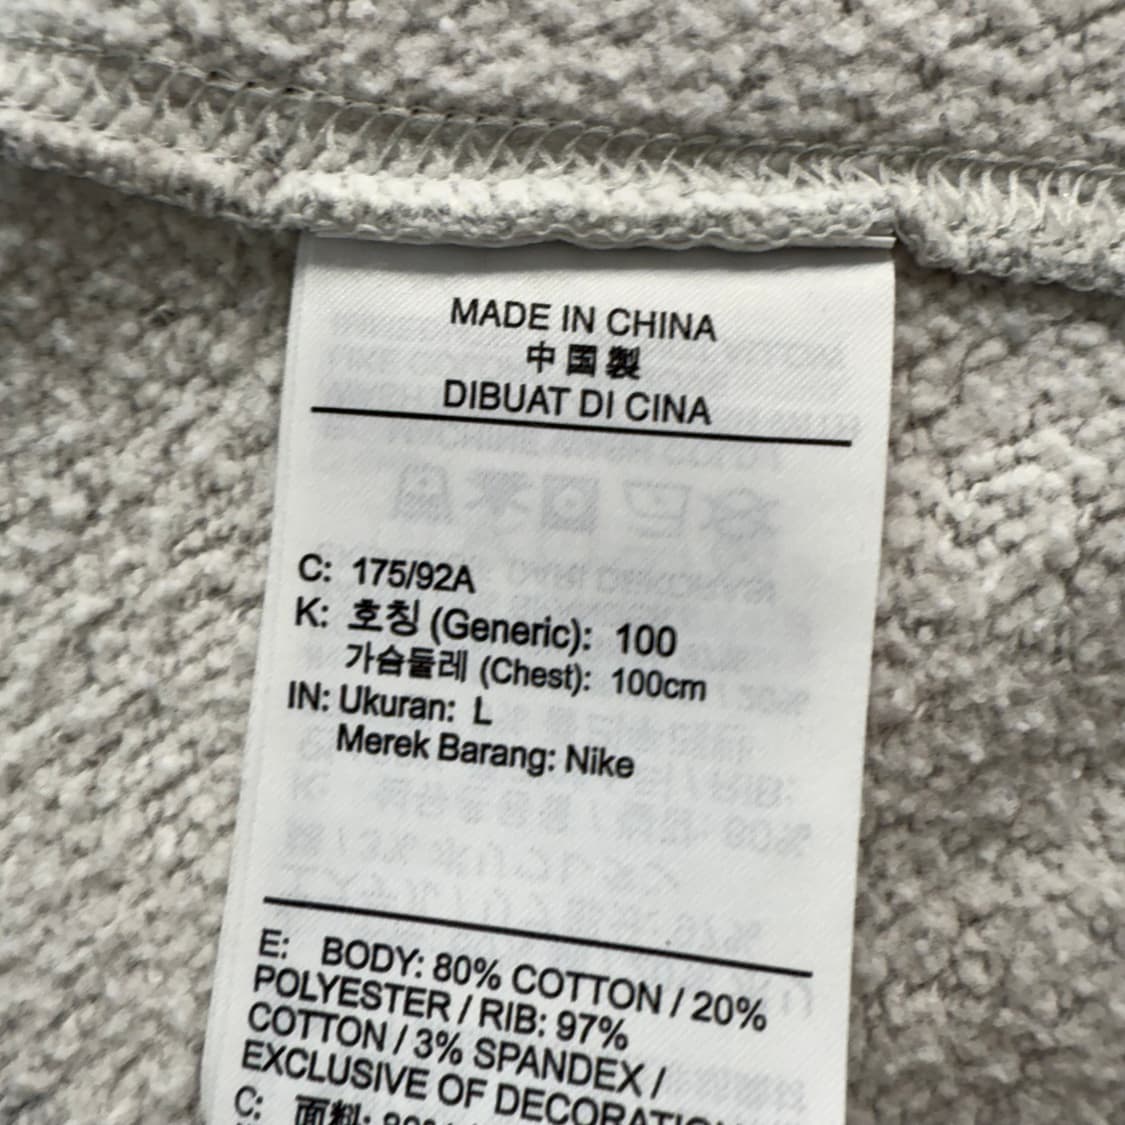 MADE IN CHINA
中国製
DIBUAT DI CINA
C: 175/92A
K: 호칭 (Generic): 100
가슴둘레 (Chest): 100cm
IN: Ukuran: L
Merek Barang: Nike
E: BODY: 80% COTTON / 20%
POLYESTER / RIB: 97%
COTTON / 3% SPANDEX /
EXCLUSIVE OF DECORATION
C: 面料: